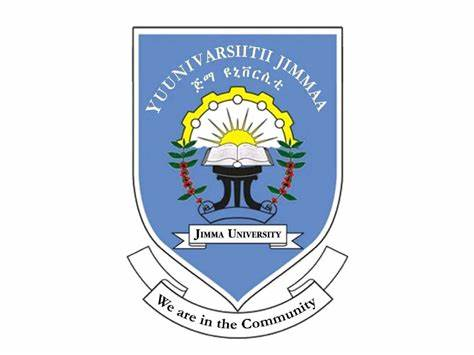 YUUNIVARSIITII JIMMAA
ጅማ ዩኒቨርሲቲ
JIMMA UNIVERSITY
We are in the Community